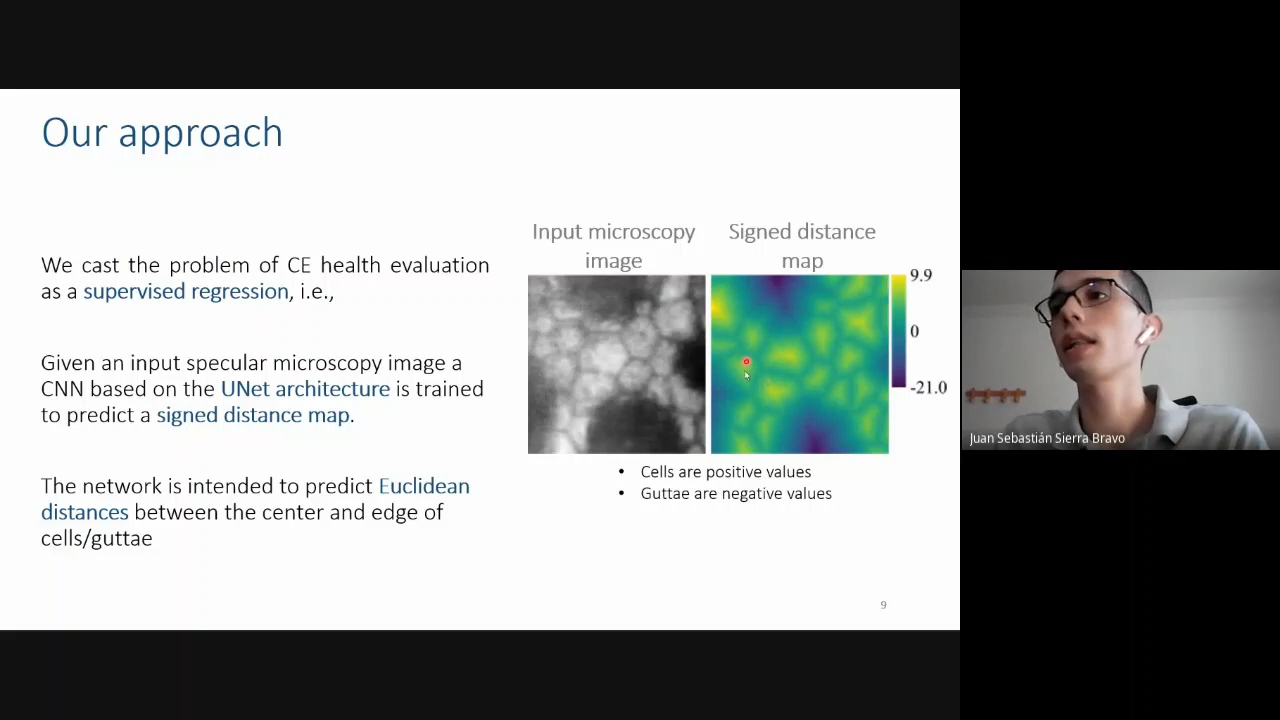 Our approach
We cast the problem of CE health evaluation
as a supervised regression, i.e.,
Given an input specular microscopy image a
CNN based on the UNet architecture is trained
to predict a signed distance map.
The network is intended to predict Euclidean
distances between the center and edge of
cells/guttae
Input microscopy
image
Signed distance
map
9.9
0
-21.0
• Cells are positive values
• Guttae are negative values
9
Juan Sebastián Sierra Bravo